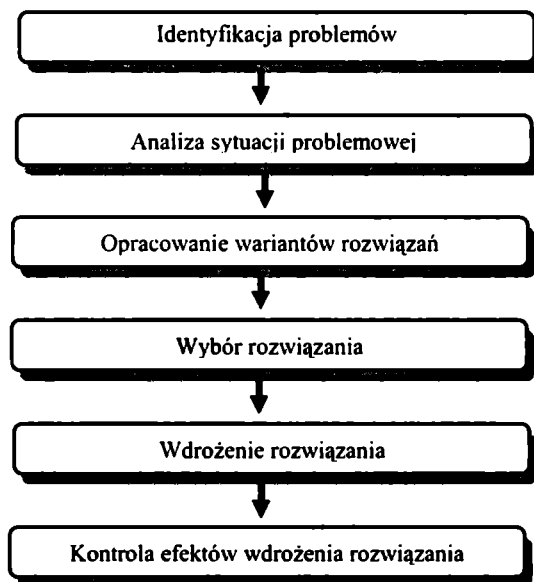 Identyfikacja problemów
Analiza sytuacji problemowej
Opracowanie wariantów rozwiązań
Wybór rozwiązania
Wdrożenie rozwiązania
Kontrola efektów wdrożenia rozwiązania